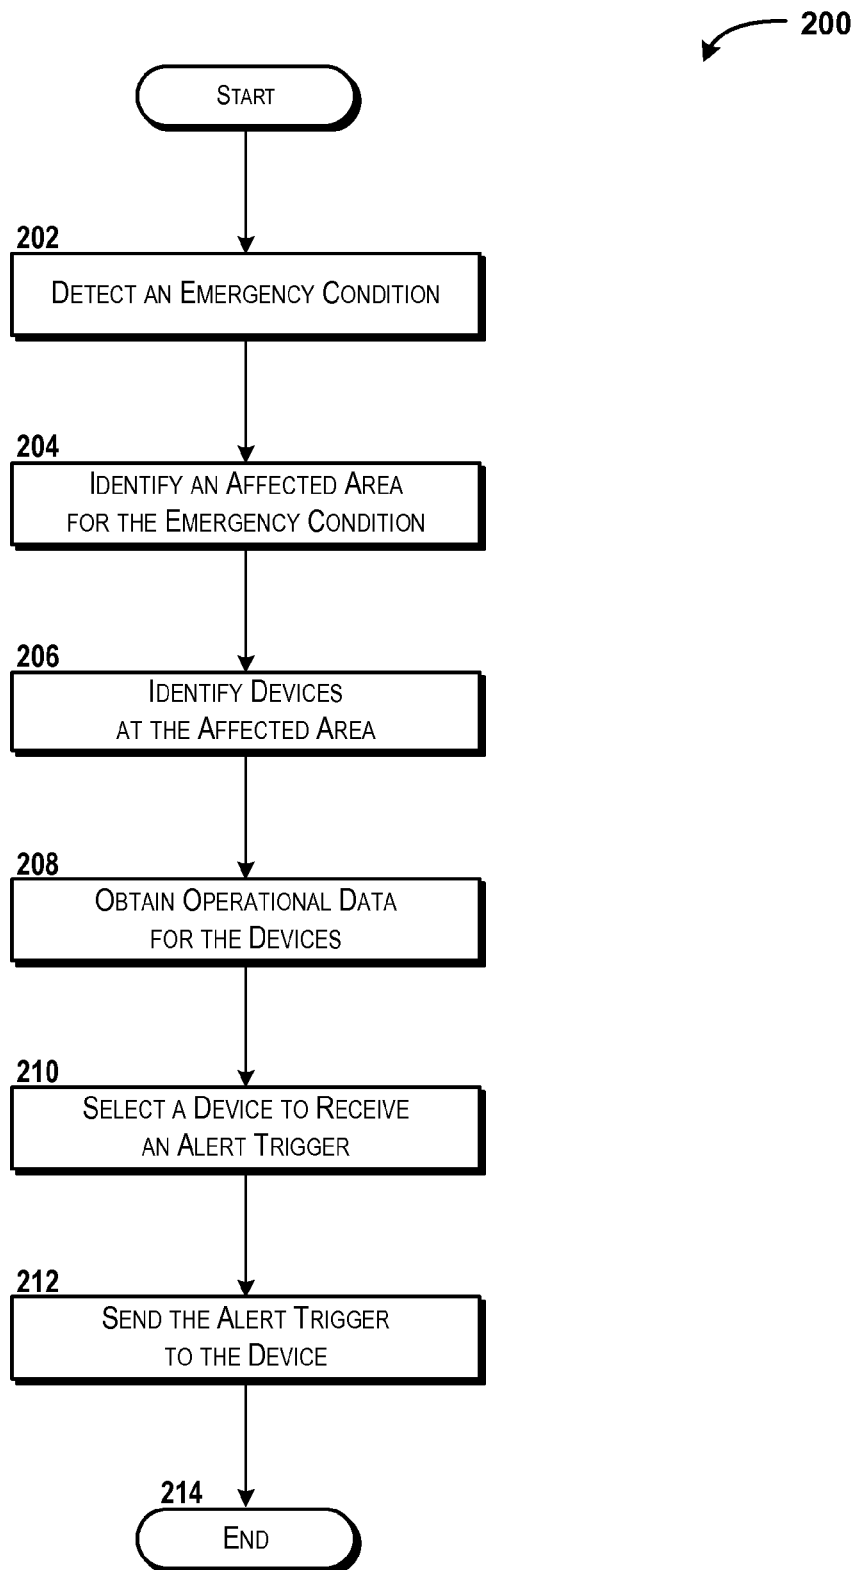 200
START
202
DETECT AN EMERGENCY CONDITION
204
IDENTIFY AN AFFECTED AREA
FOR THE EMERGENCY CONDITION
206
IDENTIFY DEVICES
AT THE AFFECTED AREA
208
OBTAIN OPERATIONAL DATA
FOR THE DEVICES
210
SELECT A DEVICE TO RECEIVE
AN ALERT TRIGGER
212
SEND THE ALERT TRIGGER
TO THE DEVICE
214
END